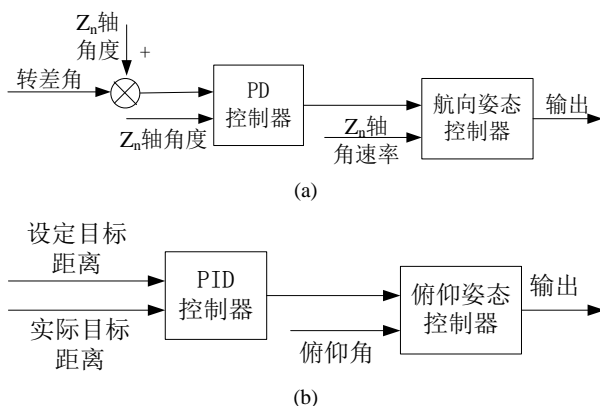 Zn轴
角度
+
转差角
Zn轴角度
PD
控制器
Zn轴
角速率
航向姿态
控制器
输出
(a)
设定目标
距离
实际目标
距离
PID
控制器
俯仰角
俯仰姿态
控制器
输出
(b)